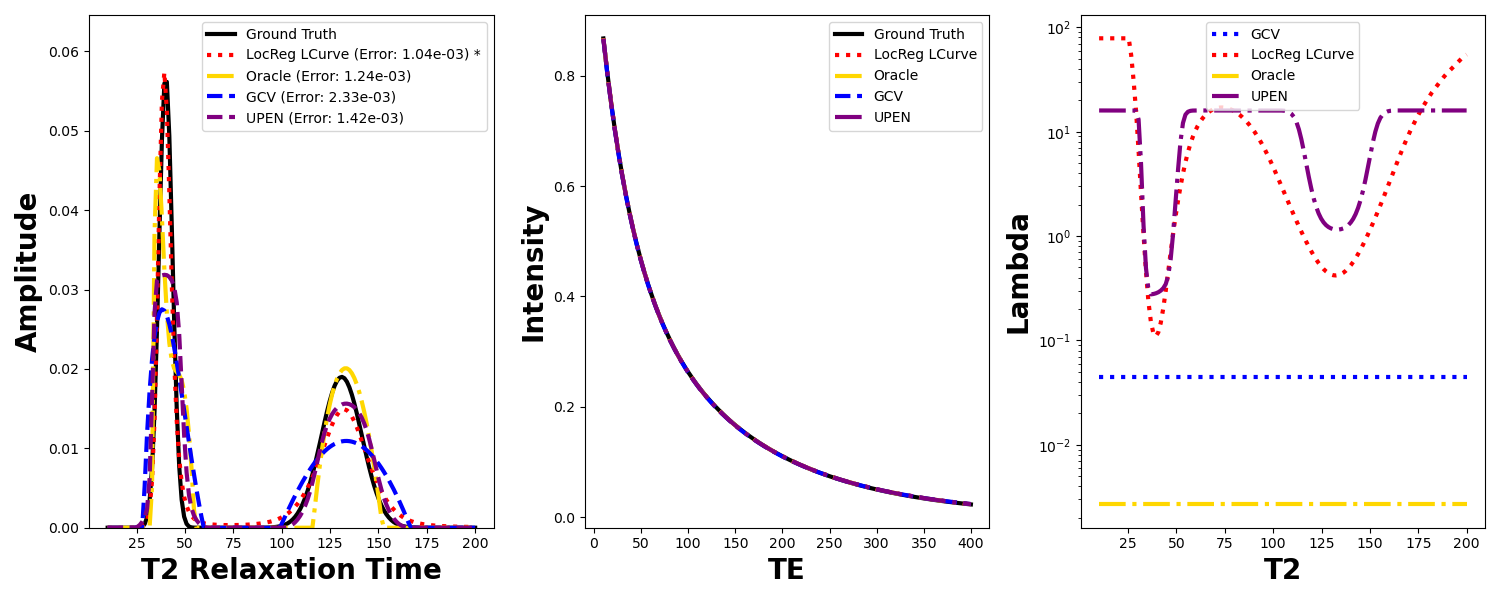 Amplitude
0.06
0.05
0.04
0.03
0.02
0.01
0.00
25 50 75 100 125 150 175 200
T2 Relaxation Time
Ground Truth
LocReg LCurve (Error: 1.04e-03) *
Oracle (Error: 1.24e-03)
GCV (Error: 2.33e-03)
UPEN (Error: 1.42e-03)
Intensity
0.8
0.6
0.4
0.2
0.0
0 50 100 150 200 250 300 350 400
TE
Ground Truth
LocReg LCurve
Oracle
GCV
UPEN
Lambda
10²
10¹
10⁰
10⁻¹
10⁻²
25 50 75 100 125 150 175 200
T2
GCV
LocReg LCurve
Oracle
UPEN